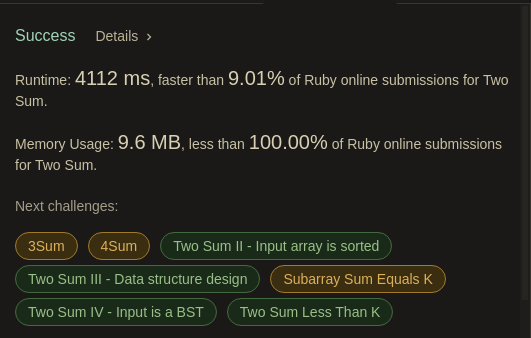 Success Details >
Runtime: 4112 ms, faster than 9.01% of Ruby online submissions for Two
Sum.
Memory Usage: 9.6 MB, less than 100.00% of Ruby online submissions
for Two Sum.
Next challenges:
3Sum 4Sum Two Sum II - Input array is sorted
Two Sum III - Data structure design Subarray Sum Equals K
Two Sum IV - Input is a BST Two Sum Less Than K